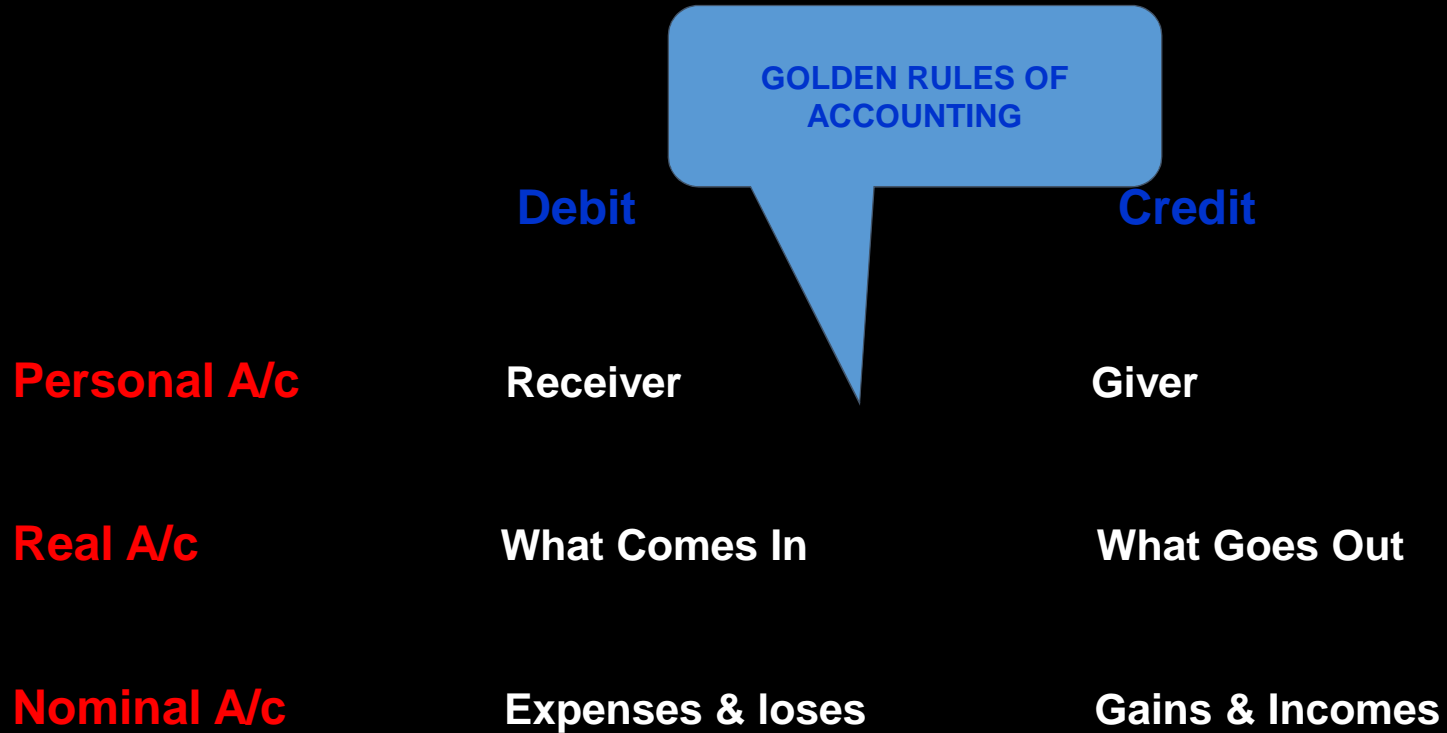 GOLDEN RULES OF
ACCOUNTING
Debit Credit
Personal A/c Receiver Giver
Real A/c What Comes In What Goes Out
Nominal A/c Expenses & loses Gains & Incomes